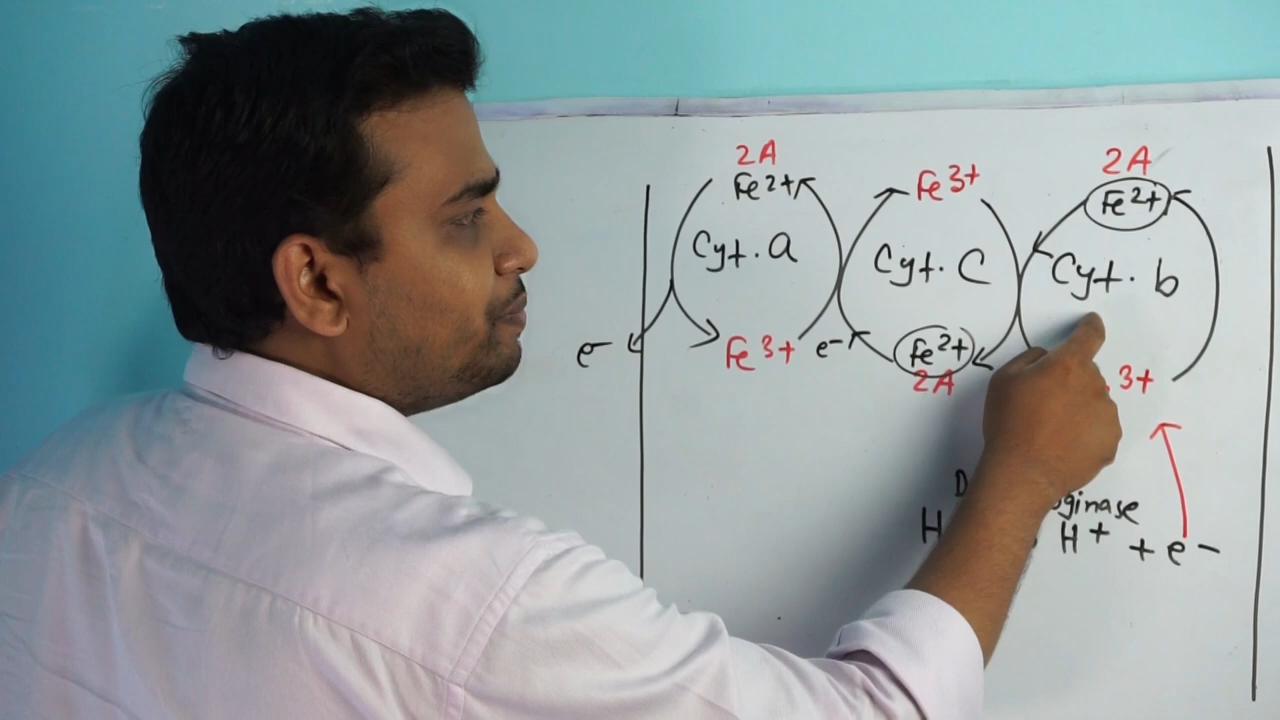 2A Fe3+ 2A
Fe2+ Fe2+
Cyt. a Cyt. C Cyt. b
e- Fe3+ e- Fe2+ 3+
2A
H H+ + e-